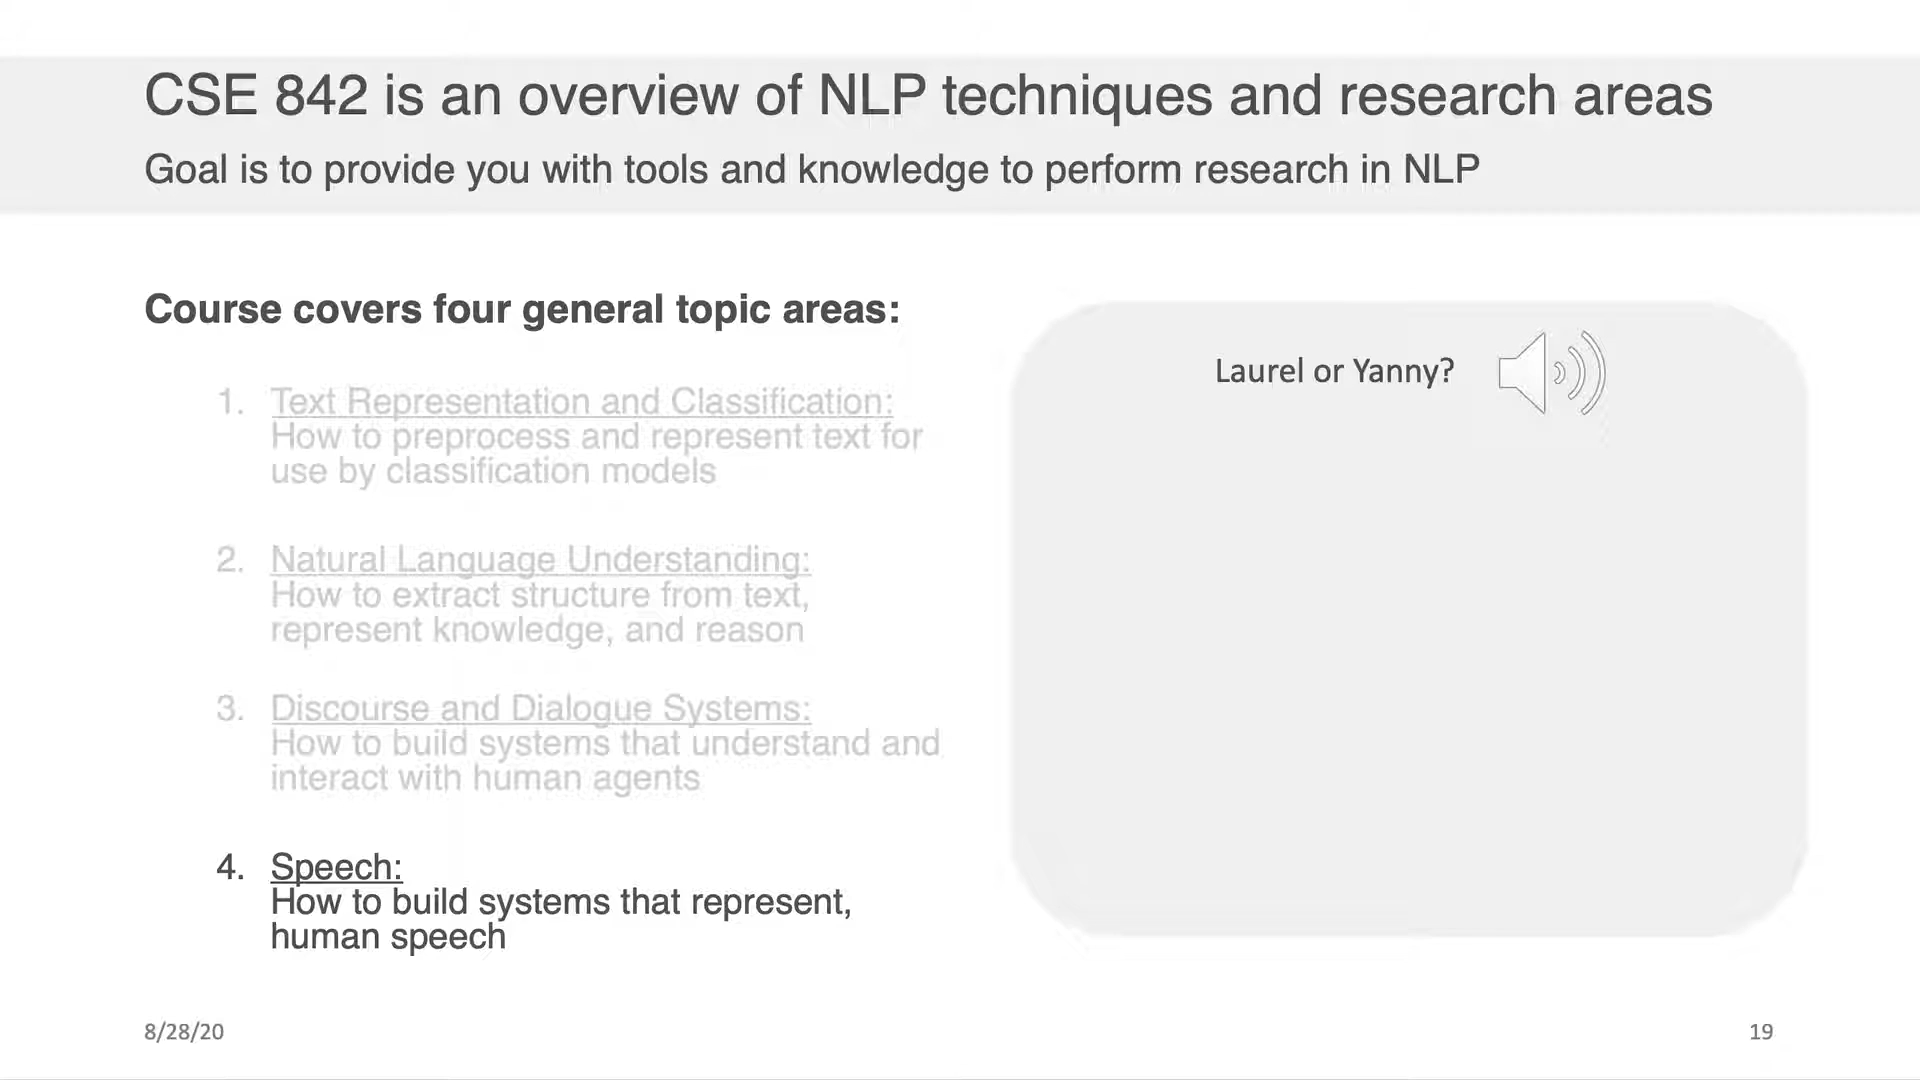 CSE 842 is an overview of NLP techniques and research areas
Goal is to provide you with tools and knowledge to perform research in NLP
Course covers four general topic areas:
1. Text Representation and Classification:
How to preprocess and represent text for
use by classification models
2. Natural Language Understanding:
How to extract structure from text,
represent knowledge, and reason
3. Discourse and Dialogue Systems:
How to build systems that understand and
interact with human agents
4. Speech:
How to build systems that represent,
human speech
Laurel or Yanny?
8/28/20
19